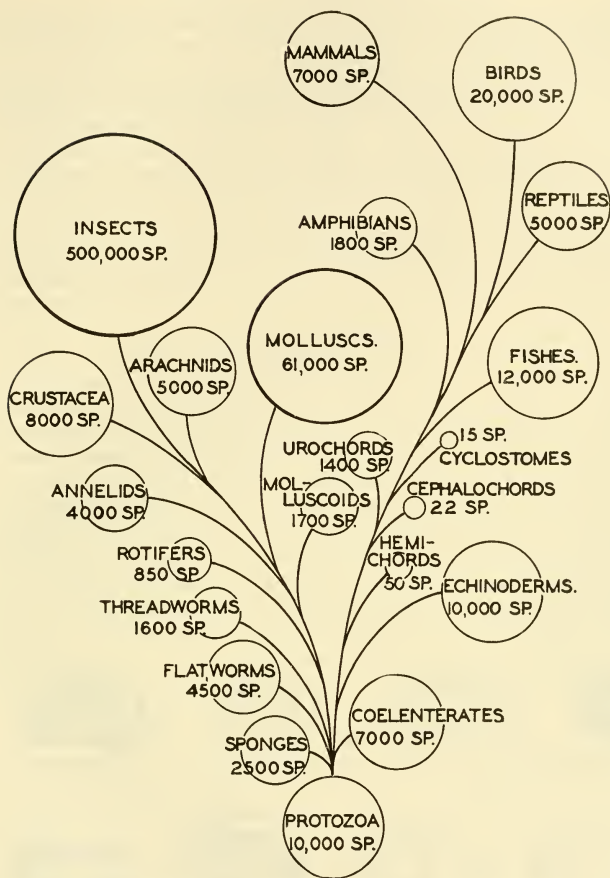 MAMMALS
7000 SP.
BIRDS
20,000 SP.
INSECTS
500,000 SP.
AMPHIBIANS
1800 SP.
REPTILES
5000 SP.
MOLLUSCS.
61,000 SP.
ARACHNIDS
5000 SP.
FISHES.
12,000 SP.
CRUSTACEA
8000 SP.
UROCHORDS
1400 SP.
15 SP.
CYCLOSTOMES
ANNELIDS
4000 SP.
MOL-
LUSCOIDS
1700 SP.
CEPHALOCHORDS
22 SP.
ROTIFERS
850 SP.
HEMI-
CHORDS
50 SP.
ECHINODERMS.
10,000 SP.
THREADWORMS
1600 SP.
FLATWORMS
4500 SP.
COELENTERATES
7000 SP.
SPONGES
2500 SP.
PROTOZOA
10,000 SP.